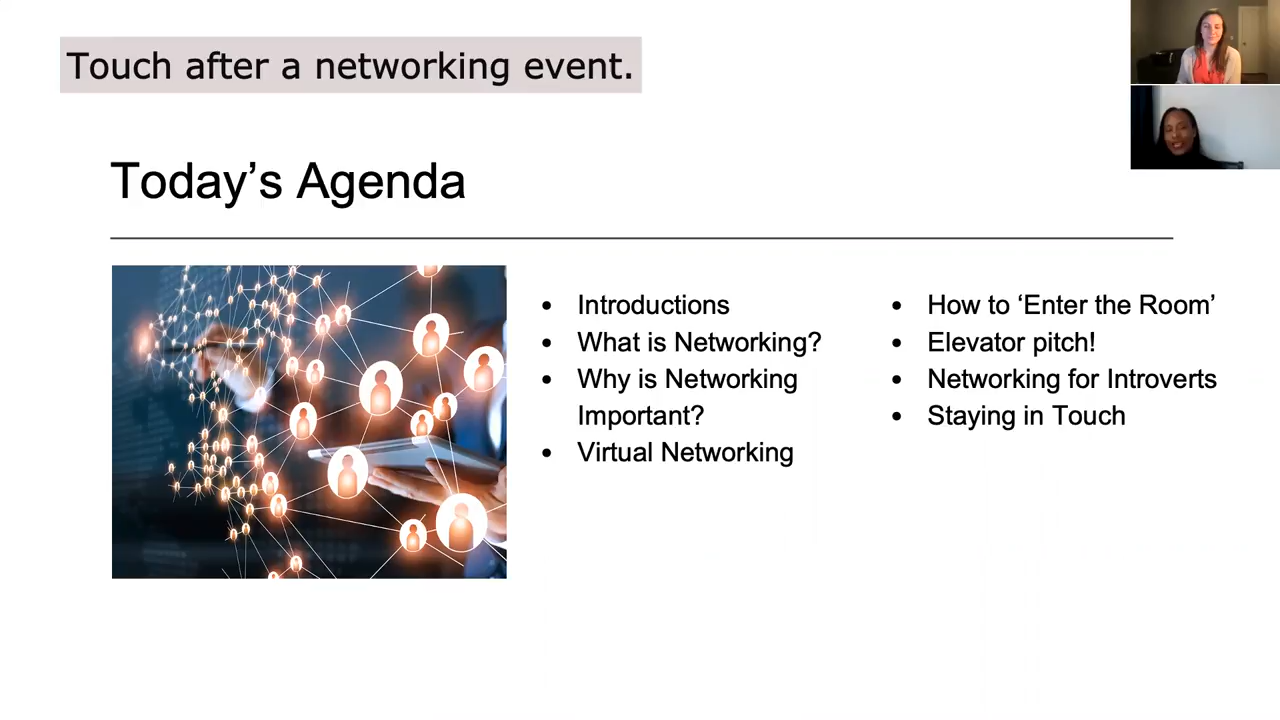 Touch after a networking event.
Today’s Agenda
Introductions
What is Networking?
Why is Networking
Important?
Virtual Networking
How to ‘Enter the Room’
Elevator pitch!
Networking for Introverts
Staying in Touch